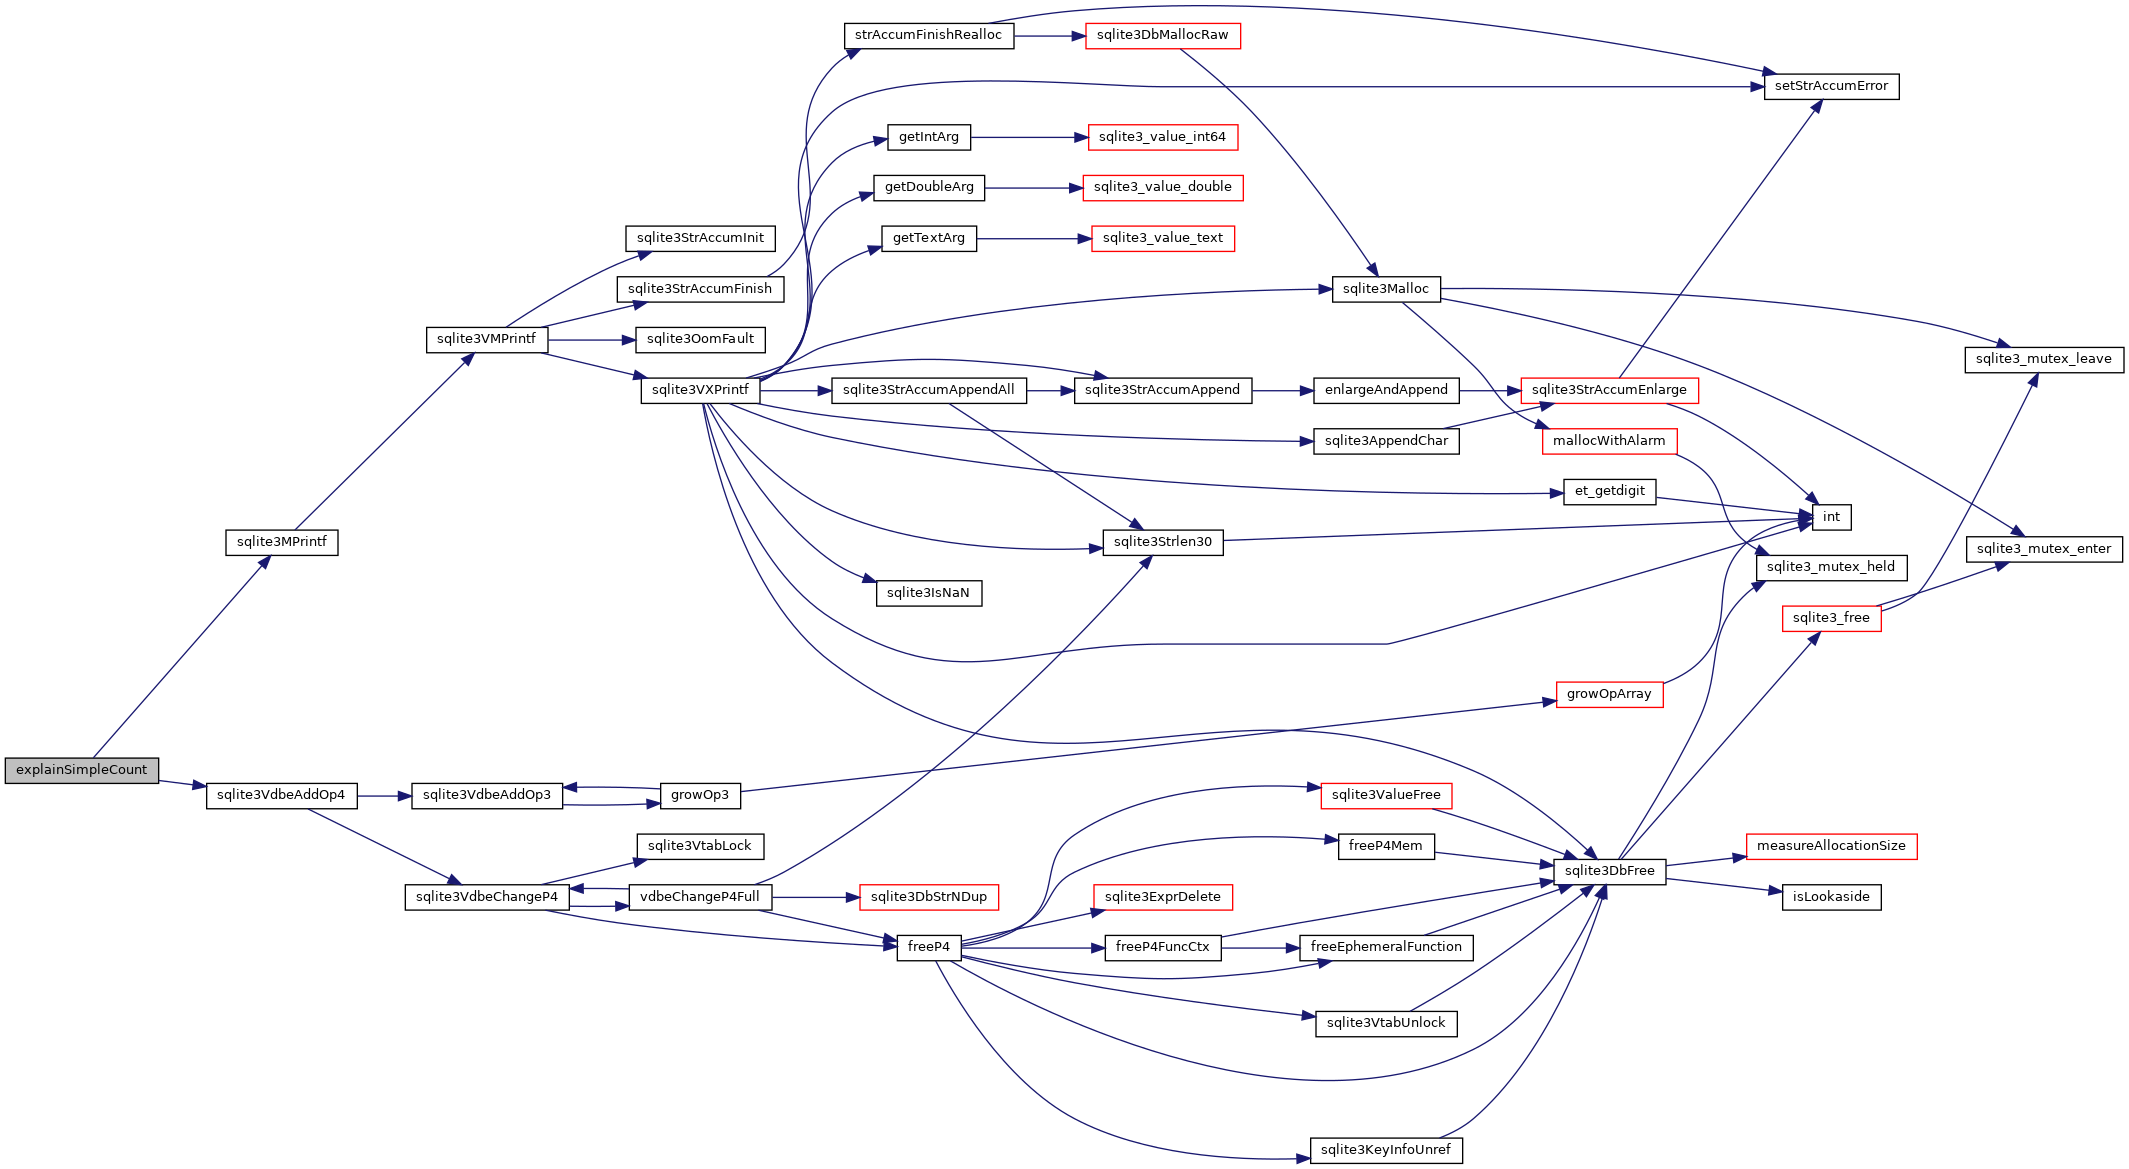 strAccumFinishRealloc
sqlite3DbMallocRaw
setStrAccumError
getIntArg
sqlite3_value_int64
getDoubleArg
sqlite3_value_double
sqlite3StrAccumInit
getTextArg
sqlite3_value_text
sqlite3StrAccumFinish
sqlite3Malloc
sqlite3VMPrintf
sqlite3OomFault
sqlite3_mutex_leave
sqlite3VXPrintf
sqlite3StrAccumAppendAll
sqlite3StrAccumAppend
enlargeAndAppend
sqlite3StrAccumEnlarge
sqlite3AppendChar
mallocWithAlarm
et_getdigit
int
sqlite3MPrintf
sqlite3Strlen30
sqlite3_mutex_enter
sqlite3_mutex_held
sqlite3IsNaN
sqlite3_free
growOpArray
explainSimpleCount
sqlite3VdbeAddOp4
sqlite3VdbeAddOp3
growOp3
sqlite3ValueFree
sqlite3VtabLock
freeP4Mem
measureAllocationSize
sqlite3DbFree
sqlite3VdbeChangeP4
vdbeChangeP4Full
sqlite3DbStrNDup
sqlite3ExprDelete
isLookaside
freeP4
freeP4FuncCtx
freeEphemeralFunction
sqlite3VtabUnlock
sqlite3KeyInfoUnref